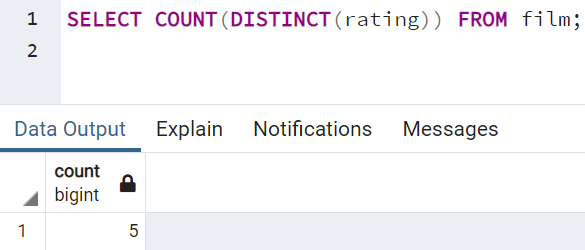 1 SELECT COUNT(DISTINCT(rating)) FROM film;
2
Data Output Explain Notifications Messages
count
bigint
1 5